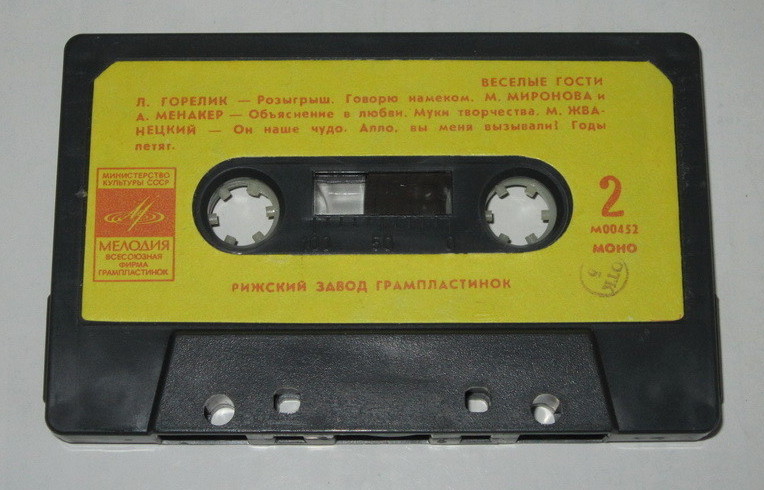 ВЕСЕЛЫЕ ГОСТИ
Л. ГОРЕЛИК — Розыгрыш. Говорю намеком. М. МИРОНОВА и
А. МЕНАКЕР — Объяснение в любви. Муки творчества. М. ЖВА-
НЕЦКИЙ — Он наше чудо. Алло, вы меня вызывали! Годы
летят.
МИНИСТЕРСТВО
КУЛЬТУРЫ СССР
МЕЛОДИЯ
ВСЕСОЮЗНАЯ
ФИРМА
ГРАМПЛАСТИНОК
2
М00452
МОНО
100 50 0
ОТК
5
РИЖСКИЙ ЗАВОД ГРАМПЛАСТИНОК